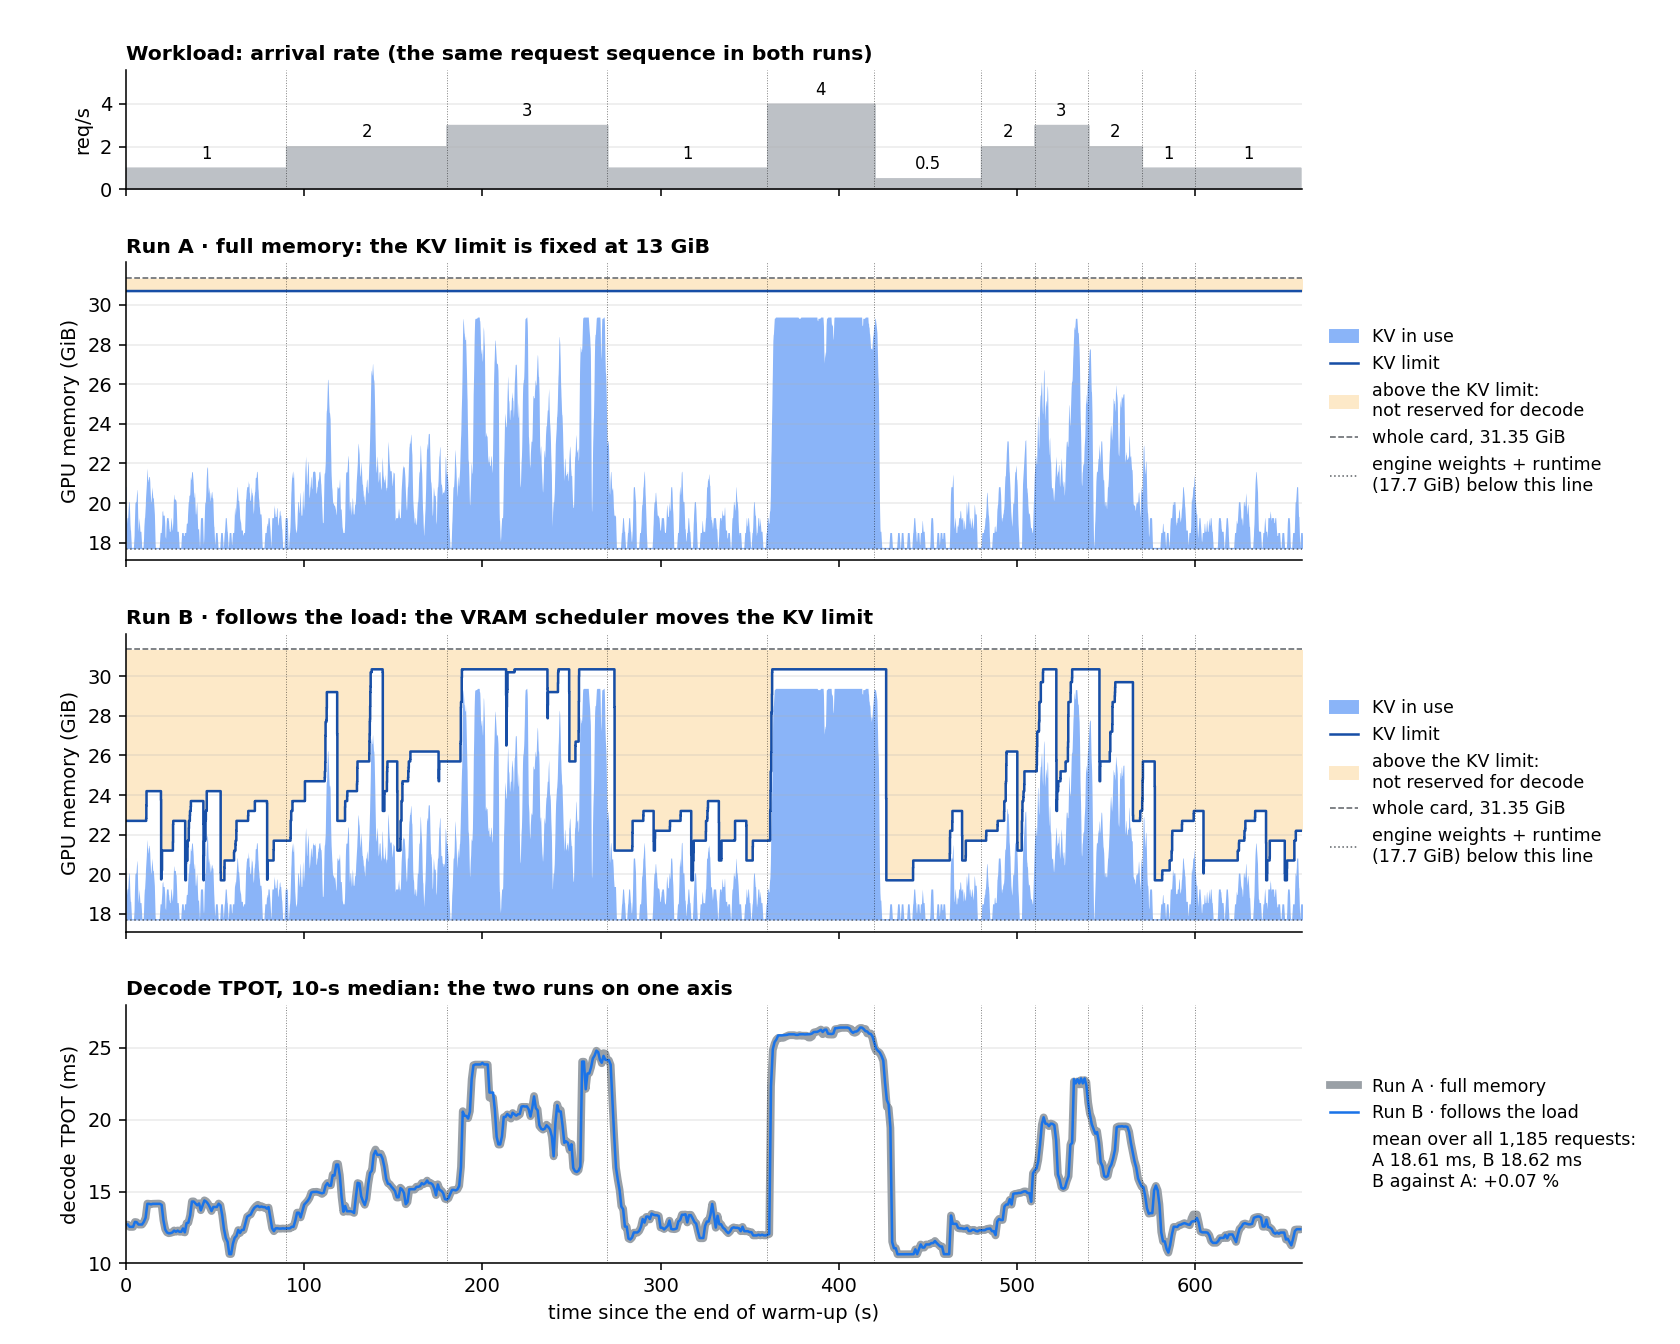 Workload: arrival rate (the same request sequence in both runs)
req/s
4
2
0
1
2
3
1
4
0.5
2
3
2
1
1
Run A · full memory: the KV limit is fixed at 13 GiB
GPU memory (GiB)
30
28
26
24
22
20
18
KV in use
KV limit
above the KV limit:
not reserved for decode
whole card, 31.35 GiB
engine weights + runtime
(17.7 GiB) below this line
Run B · follows the load: the VRAM scheduler moves the KV limit
GPU memory (GiB)
30
28
26
24
22
20
18
KV in use
KV limit
above the KV limit:
not reserved for decode
whole card, 31.35 GiB
engine weights + runtime
(17.7 GiB) below this line
Decode TPOT, 10-s median: the two runs on one axis
decode TPOT (ms)
25
20
15
10
0
100
200
300
400
500
600
time since the end of warm-up (s)
Run A · full memory
Run B · follows the load
mean over all 1,185 requests:
A 18.61 ms, B 18.62 ms
B against A: +0.07 %